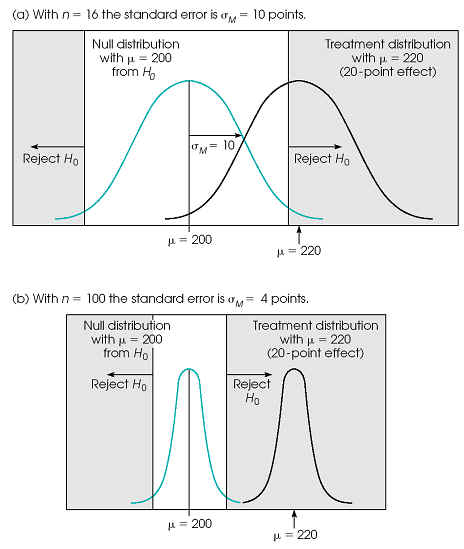 (a) With n = 16 the standard error is σM = 10 points.
Null distribution
with μ = 200
from H0
Treatment distribution
with μ = 220
(20-point effect)
Reject H0
σM = 10
Reject H0
μ = 200
μ = 220
(b) With n = 100 the standard error is σM = 4 points.
Null distribution
with μ = 200
from H0
Treatment distribution
with μ = 220
(20-point effect)
Reject H0
Reject
H0
μ = 200
μ = 220